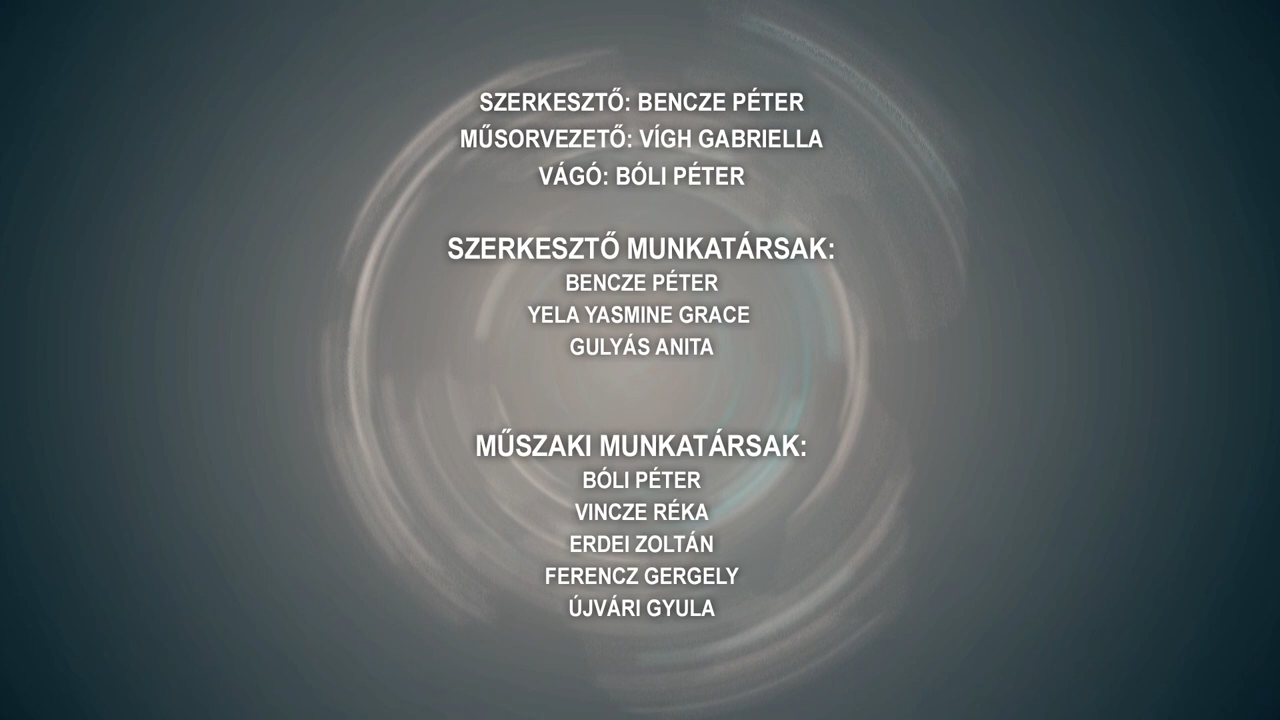 SZERKESZTŐ: BENCZE PÉTER
MŰSORVEZETŐ: VÍGH GABRIELLA
VÁGÓ: BÓLI PÉTER
SZERKESZTŐ MUNKATÁRSAK:
BENCZE PÉTER
YELA YASMINE GRACE
GULYÁS ANITA
MŰSZAKI MUNKATÁRSAK:
BÓLI PÉTER
VINCZE RÉKA
ERDEI ZOLTÁN
FERENCZ GERGELY
ÚJVÁRI GYULA